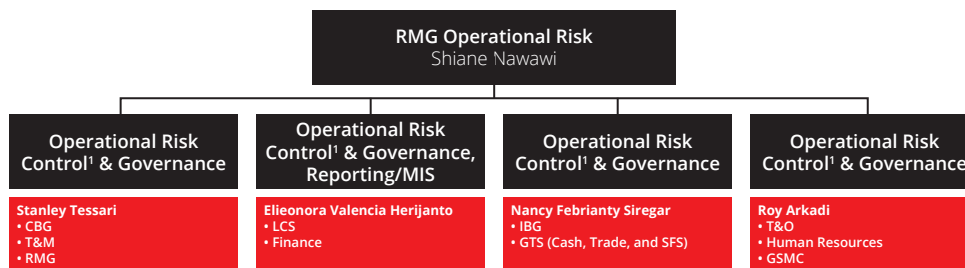 RMG Operational Risk
Shiane Nawawi
Operational Risk
Control¹ & Governance
Operational Risk
Control¹ & Governance,
Reporting/MIS
Operational Risk
Control¹ & Governance
Operational Risk
Control¹ & Governance
Stanley Tessari
• CBG
• T&M
• RMG
Elieonora Valencia Herijanto
• LCS
• Finance
Nancy Febrianty Siregar
• IBG
• GTS (Cash, Trade, and SFS)
Roy Arkadi
• T&O
• Human Resources
• GSMC